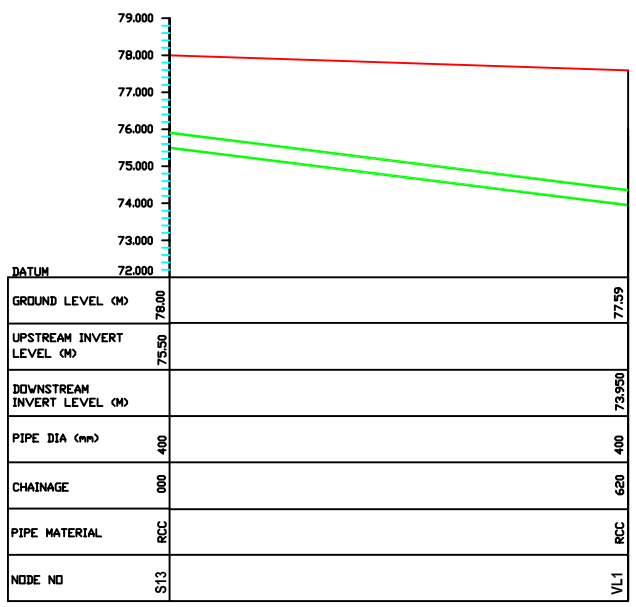 79.000
78.000
77.000
76.000
75.000
74.000
73.000
72.000
DATUM
GROUND LEVEL (M) 78.00 77.59
UPSTREAM INVERT
LEVEL (M) 75.50
DOWNSTREAM
INVERT LEVEL (M) 73.950
PIPE DIA (mm) 400 400
CHAINAGE 000 620
PIPE MATERIAL RCC RCC
NODE NO S13 VL1